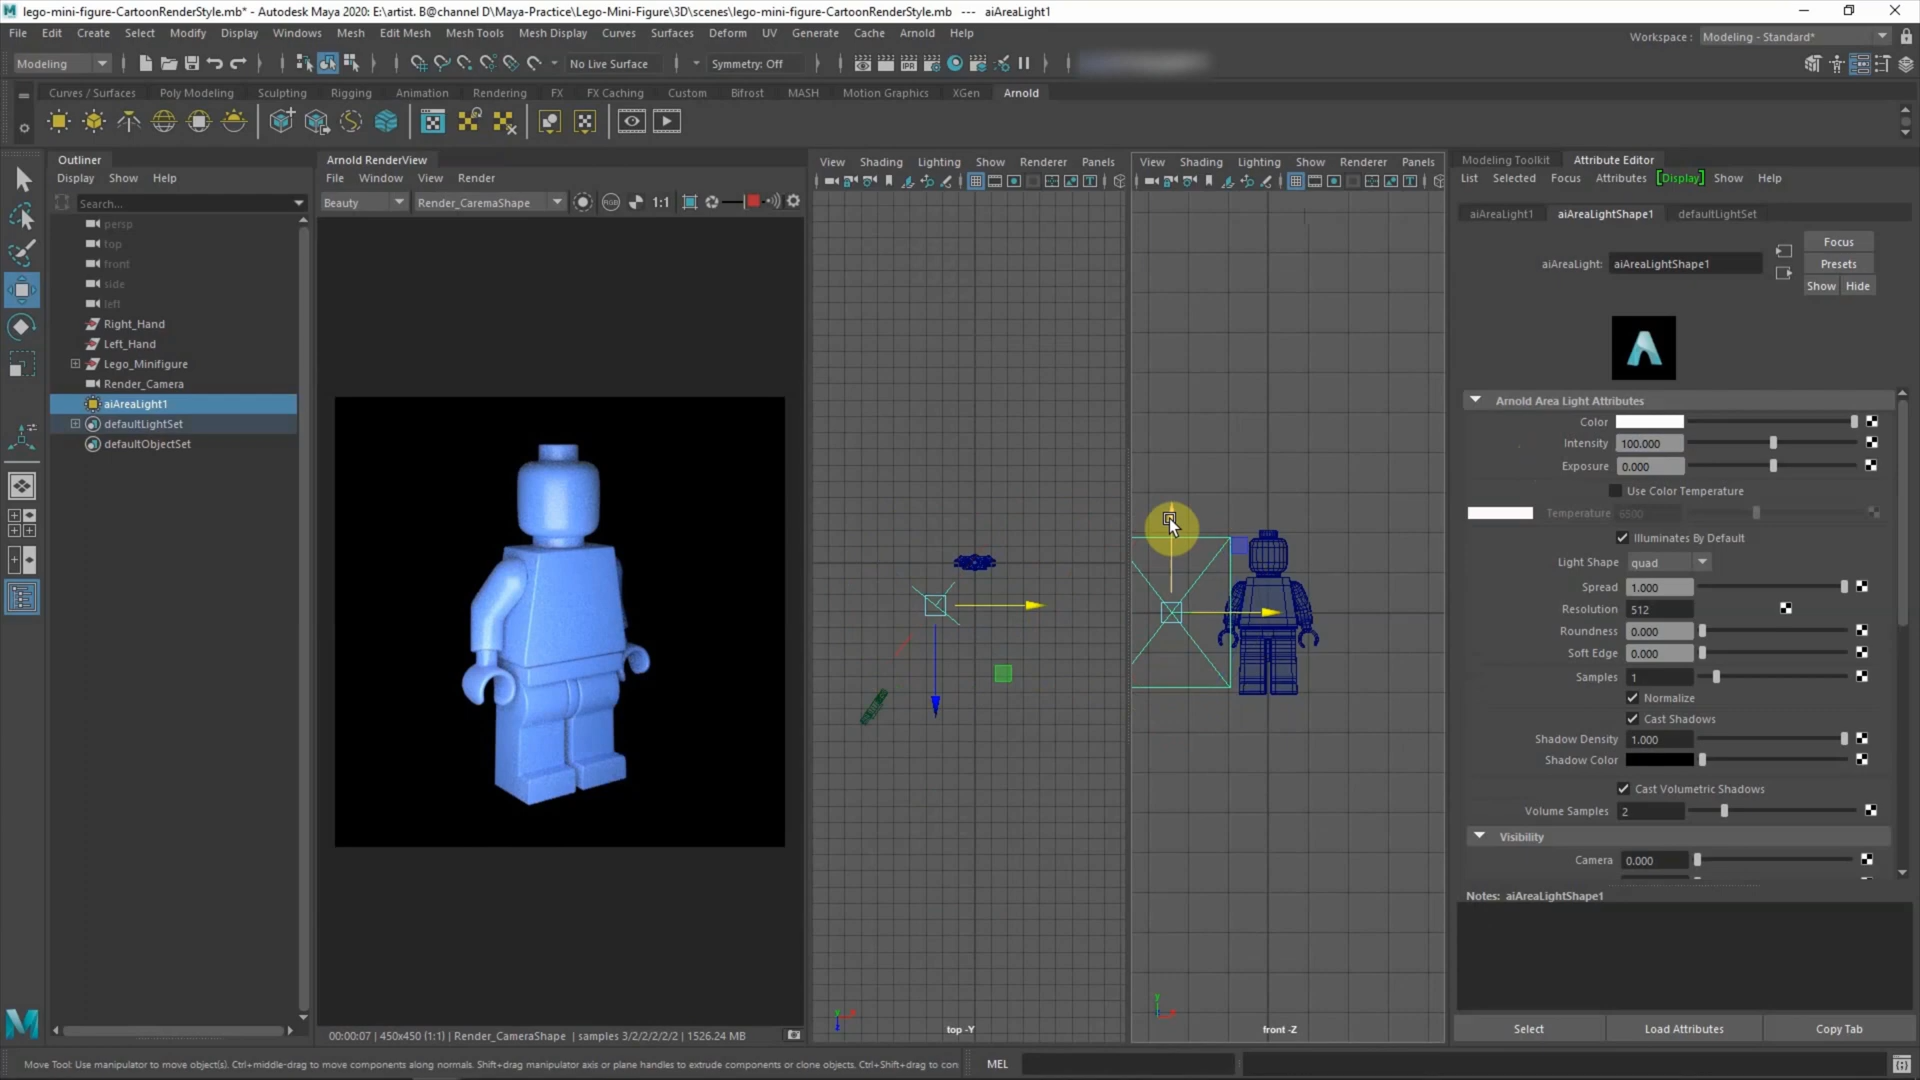 lego-mini-figure-CartoonRenderStyle.mb* - Autodesk Maya 2020: E:\artist. B@channel D\Maya-Practice\Lego-Mini-Figure\3D\scenes\lego-mini-figure-CartoonRenderStyle.mb --- aiAreaLight1
File Edit Create Select Modify Display Windows Mesh Edit Mesh Mesh Tools Mesh Display Curves Surfaces Deform UV Generate Cache Arnold Help
Workspace : Modeling - Standard*
Modeling No Live Surface Symmetry: Off
Curves / Surfaces Poly Modeling Sculpting Rigging Animation Rendering FX FX Caching Custom Bifrost MASH Motion Graphics XGen Arnold
Outliner
Display Show Help
Search...
persp
top
front
side
left
Right_Hand
Left_Hand
Lego_Minifigure
Render_Camera
aiAreaLight1
defaultLightSet
defaultObjectSet
Arnold RenderView
File Window View Render
Beauty Render_CaremaShape 1:1
00:00:07 | 450x450 (1:1) | Render_CameraShape | samples 3/2/2/2/2/2 | 1526.24 MB
View Shading Lighting Show Renderer Panels
top -Y
View Shading Lighting Show Renderer Panels
front -Z
Modeling Toolkit Attribute Editor
List Selected Focus Attributes [Display] Show Help
aiAreaLight1 aiAreaLightShape1 defaultLightSet
Focus
aiAreaLight: aiAreaLightShape1 Presets
Show Hide
Arnold Area Light Attributes
Color
Intensity 100.000
Exposure 0.000
Use Color Temperature
Temperature 6500
Illuminates By Default
Light Shape quad
Spread 1.000
Resolution 512
Roundness 0.000
Soft Edge 0.000
Samples 1
Normalize
Cast Shadows
Shadow Density 1.000
Shadow Color
Cast Volumetric Shadows
Volume Samples 2
Visibility
Camera 0.000
Notes: aiAreaLightShape1
Select Load Attributes Copy Tab
Move Tool: Use manipulator to move object(s). Ctrl+middle-drag to move components along normals. Shift+drag manipulator axis or plane handles to extrude components or clone objects. Ctrl+Shift+drag to con
MEL